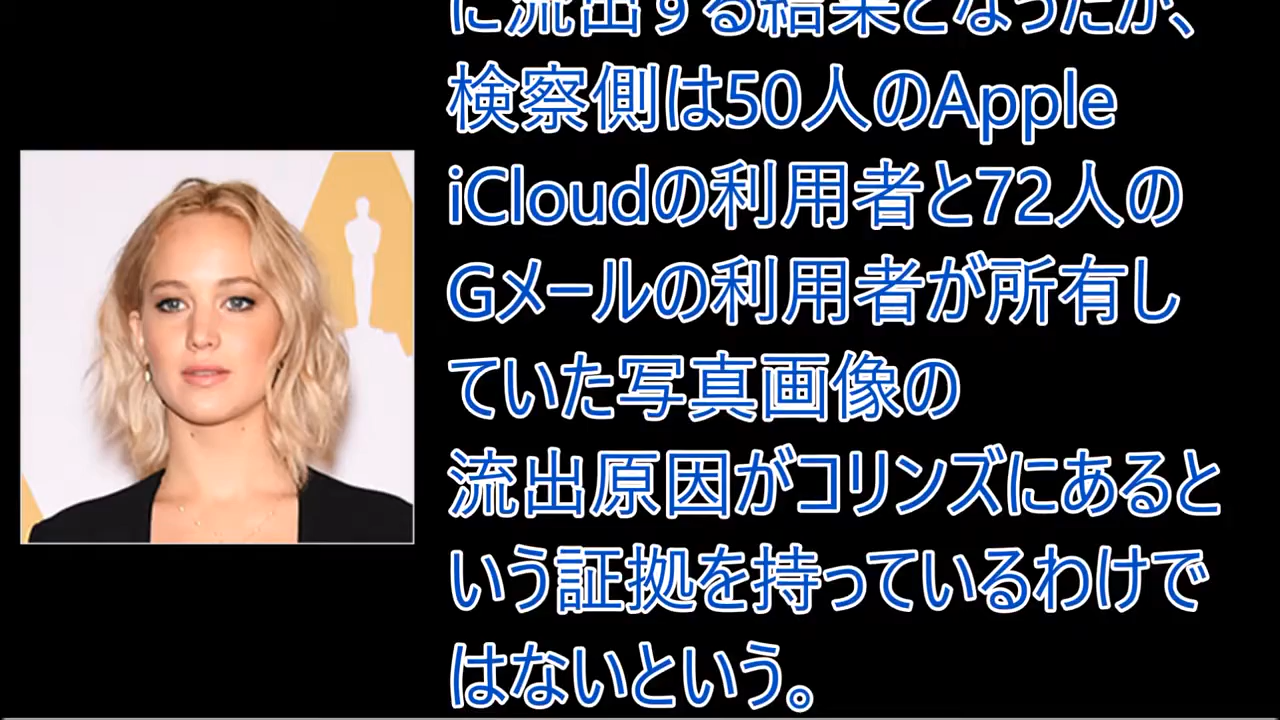 に流出する結果となったが、
検察側は50人のApple
iCloudの利用者と72人の
Gメールの利用者が所有し
ていた写真画像の
流出原因がコリンズにあると
いう証拠を持っているわけで
はないという。